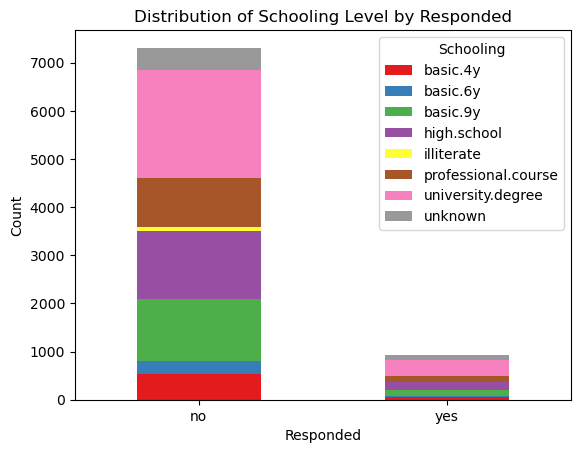 Distribution of Schooling Level by Responded
Count
7000
6000
5000
4000
3000
2000
1000
0
Schooling
basic.4y
basic.6y
basic.9y
high.school
illiterate
professional.course
university.degree
unknown
no
yes
Responded